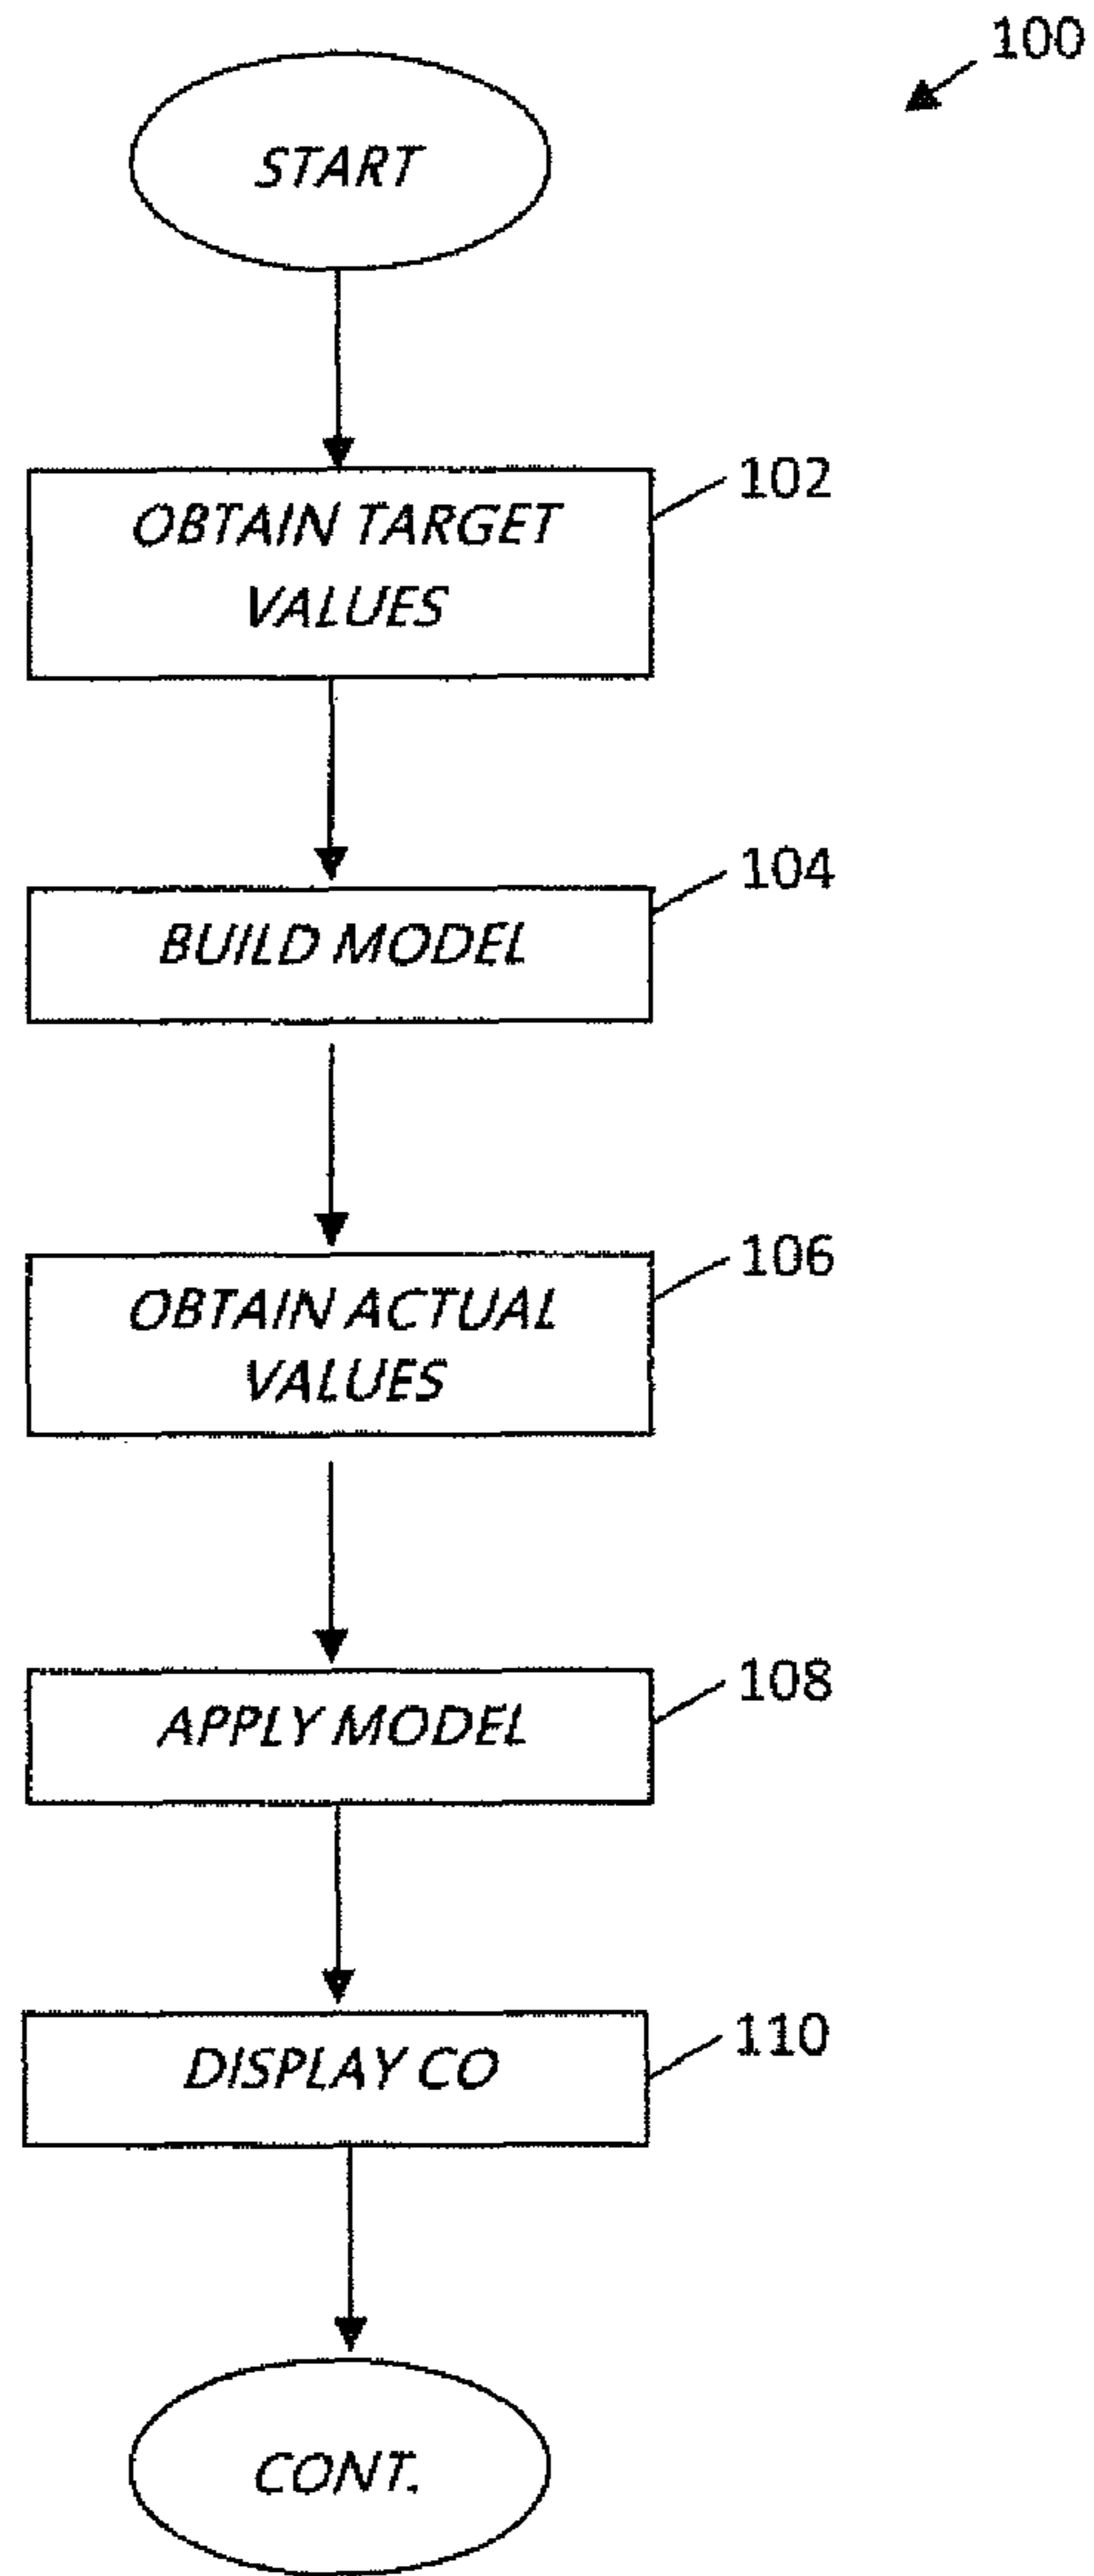 100
START
102
OBTAIN TARGET
VALUES
104
BUILD MODEL
106
OBTAIN ACTUAL
VALUES
108
APPLY MODEL
110
DISPLAY CO
CONT.